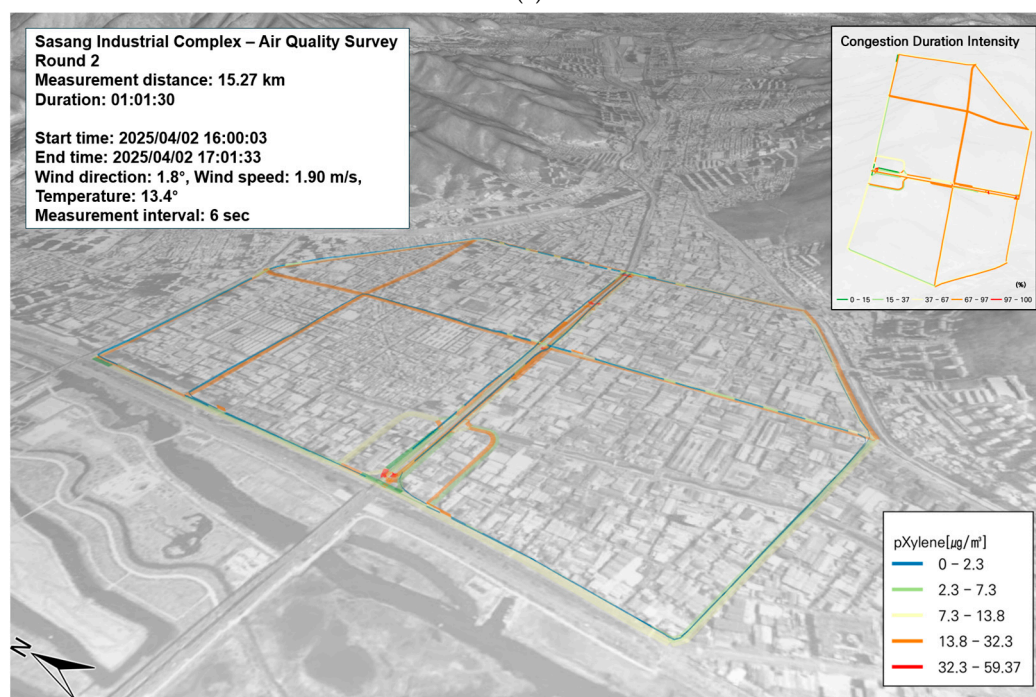 Sasang Industrial Complex – Air Quality Survey
Round 2
Measurement distance: 15.27 km
Duration: 01:01:30
Start time: 2025/04/02 16:00:03
End time: 2025/04/02 17:01:33
Wind direction: 1.8°, Wind speed: 1.90 m/s,
Temperature: 13.4°
Measurement interval: 6 sec
Congestion Duration Intensity
(%)
0 - 15 15 - 37 37 - 67 67 - 97 97 - 100
pXylene[㎍/㎥]
0 - 2.3
2.3 - 7.3
7.3 - 13.8
13.8 - 32.3
32.3 - 59.37
N